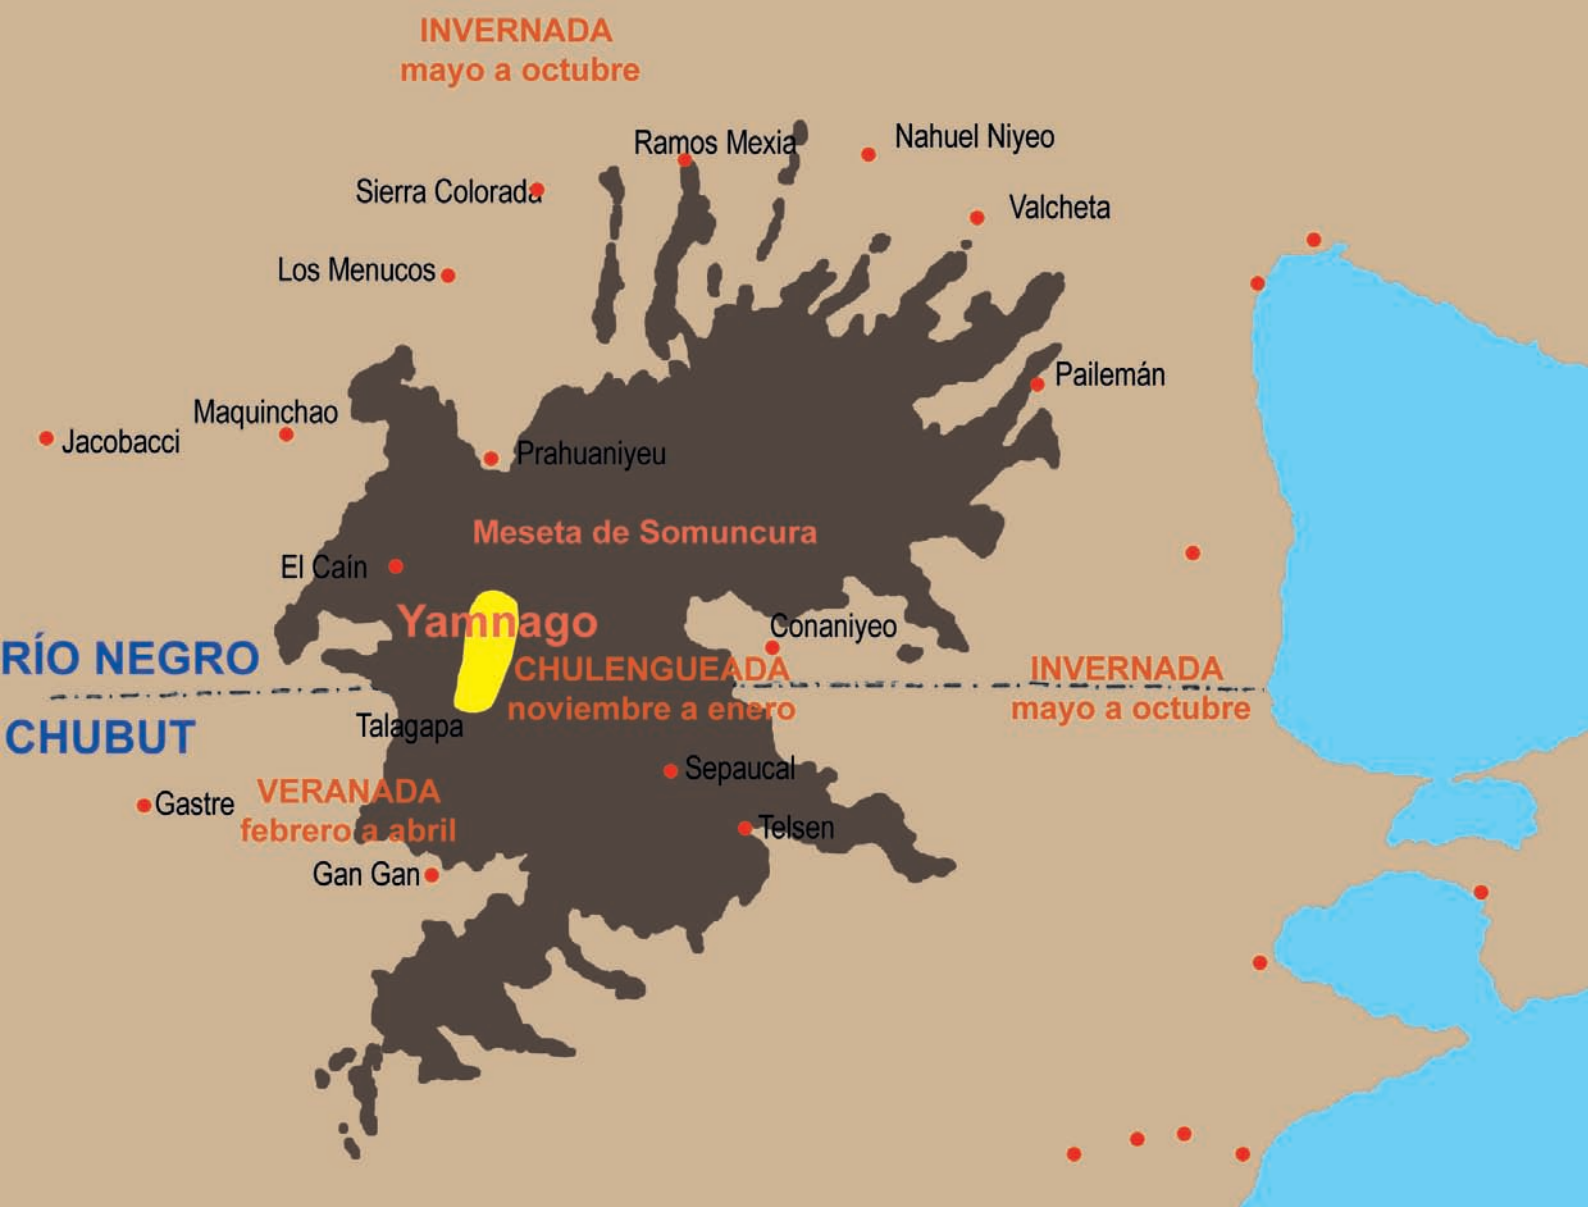 INVERNADA
mayo a octubre
Ramos Mexia
Nahuel Niyeo
Sierra Colorada
Valcheta
Los Menucos
Pailemán
Maquinchao
Jacobacci
Prahuaniyeu
Meseta de Somuncura
El Caín
Yamnago
Conaniyeo
RÍO NEGRO
CHULENGUEADA
noviembre a enero
INVERNADA
mayo a octubre
CHUBUT
Talagapa
Sepaucal
VERANADA
febrero a abril
Gastre
Telsen
Gan Gan